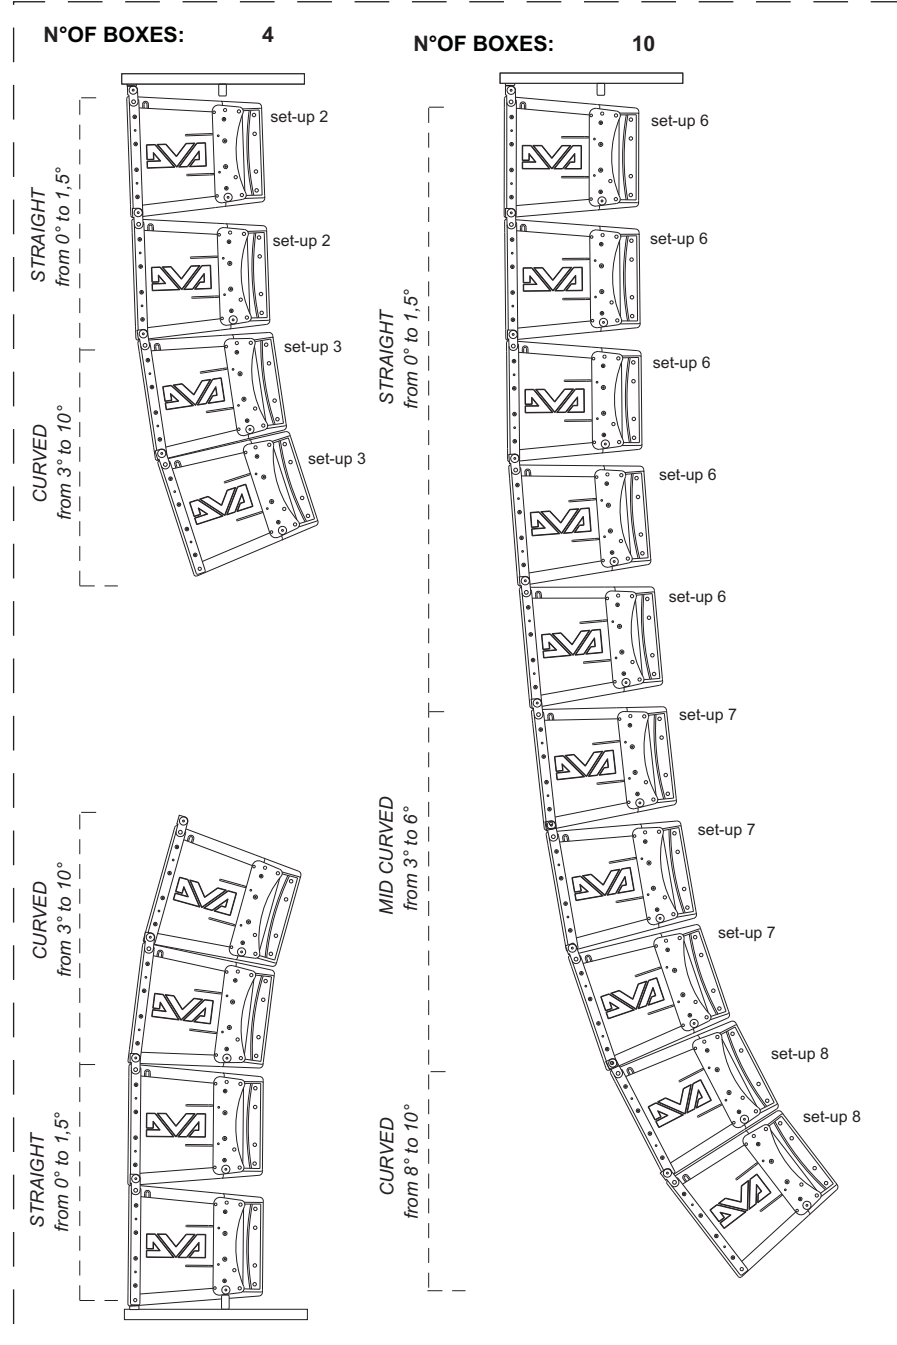 N°OF BOXES: 4
set-up 2
set-up 2
set-up 3
set-up 3
STRAIGHT
from 0° to 1,5°
CURVED
from 3° to 10°
CURVED
from 3° to 10°
STRAIGHT
from 0° to 1,5°
N°OF BOXES: 10
set-up 6
set-up 6
set-up 6
set-up 6
set-up 6
set-up 7
set-up 7
set-up 7
set-up 8
set-up 8
STRAIGHT
from 0° to 1,5°
MID CURVED
from 3° to 6°
CURVED
from 8° to 10°